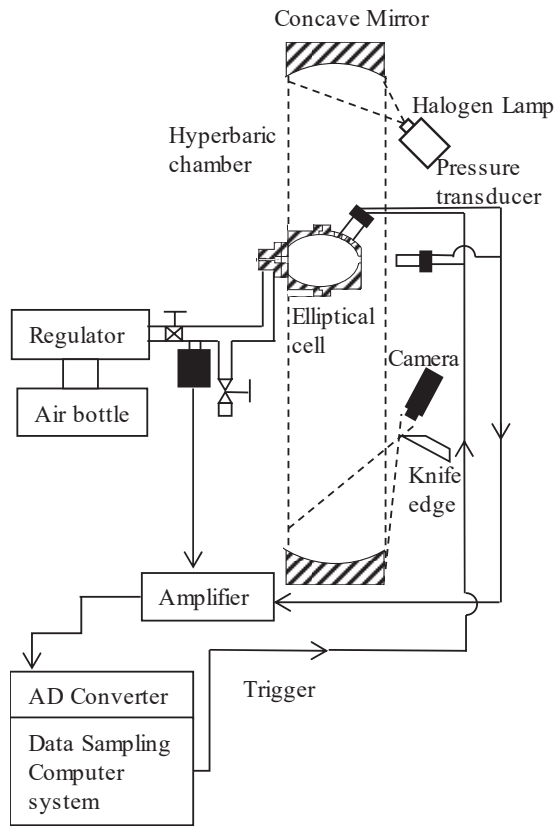 Concave Mirror
Halogen Lamp
Hyperbaric
chamber
Pressure
transducer
Elliptical
cell
Regulator
Air bottle
Camera
Knife
edge
Amplifier
AD Converter
Trigger
Data Sampling
Computer
system